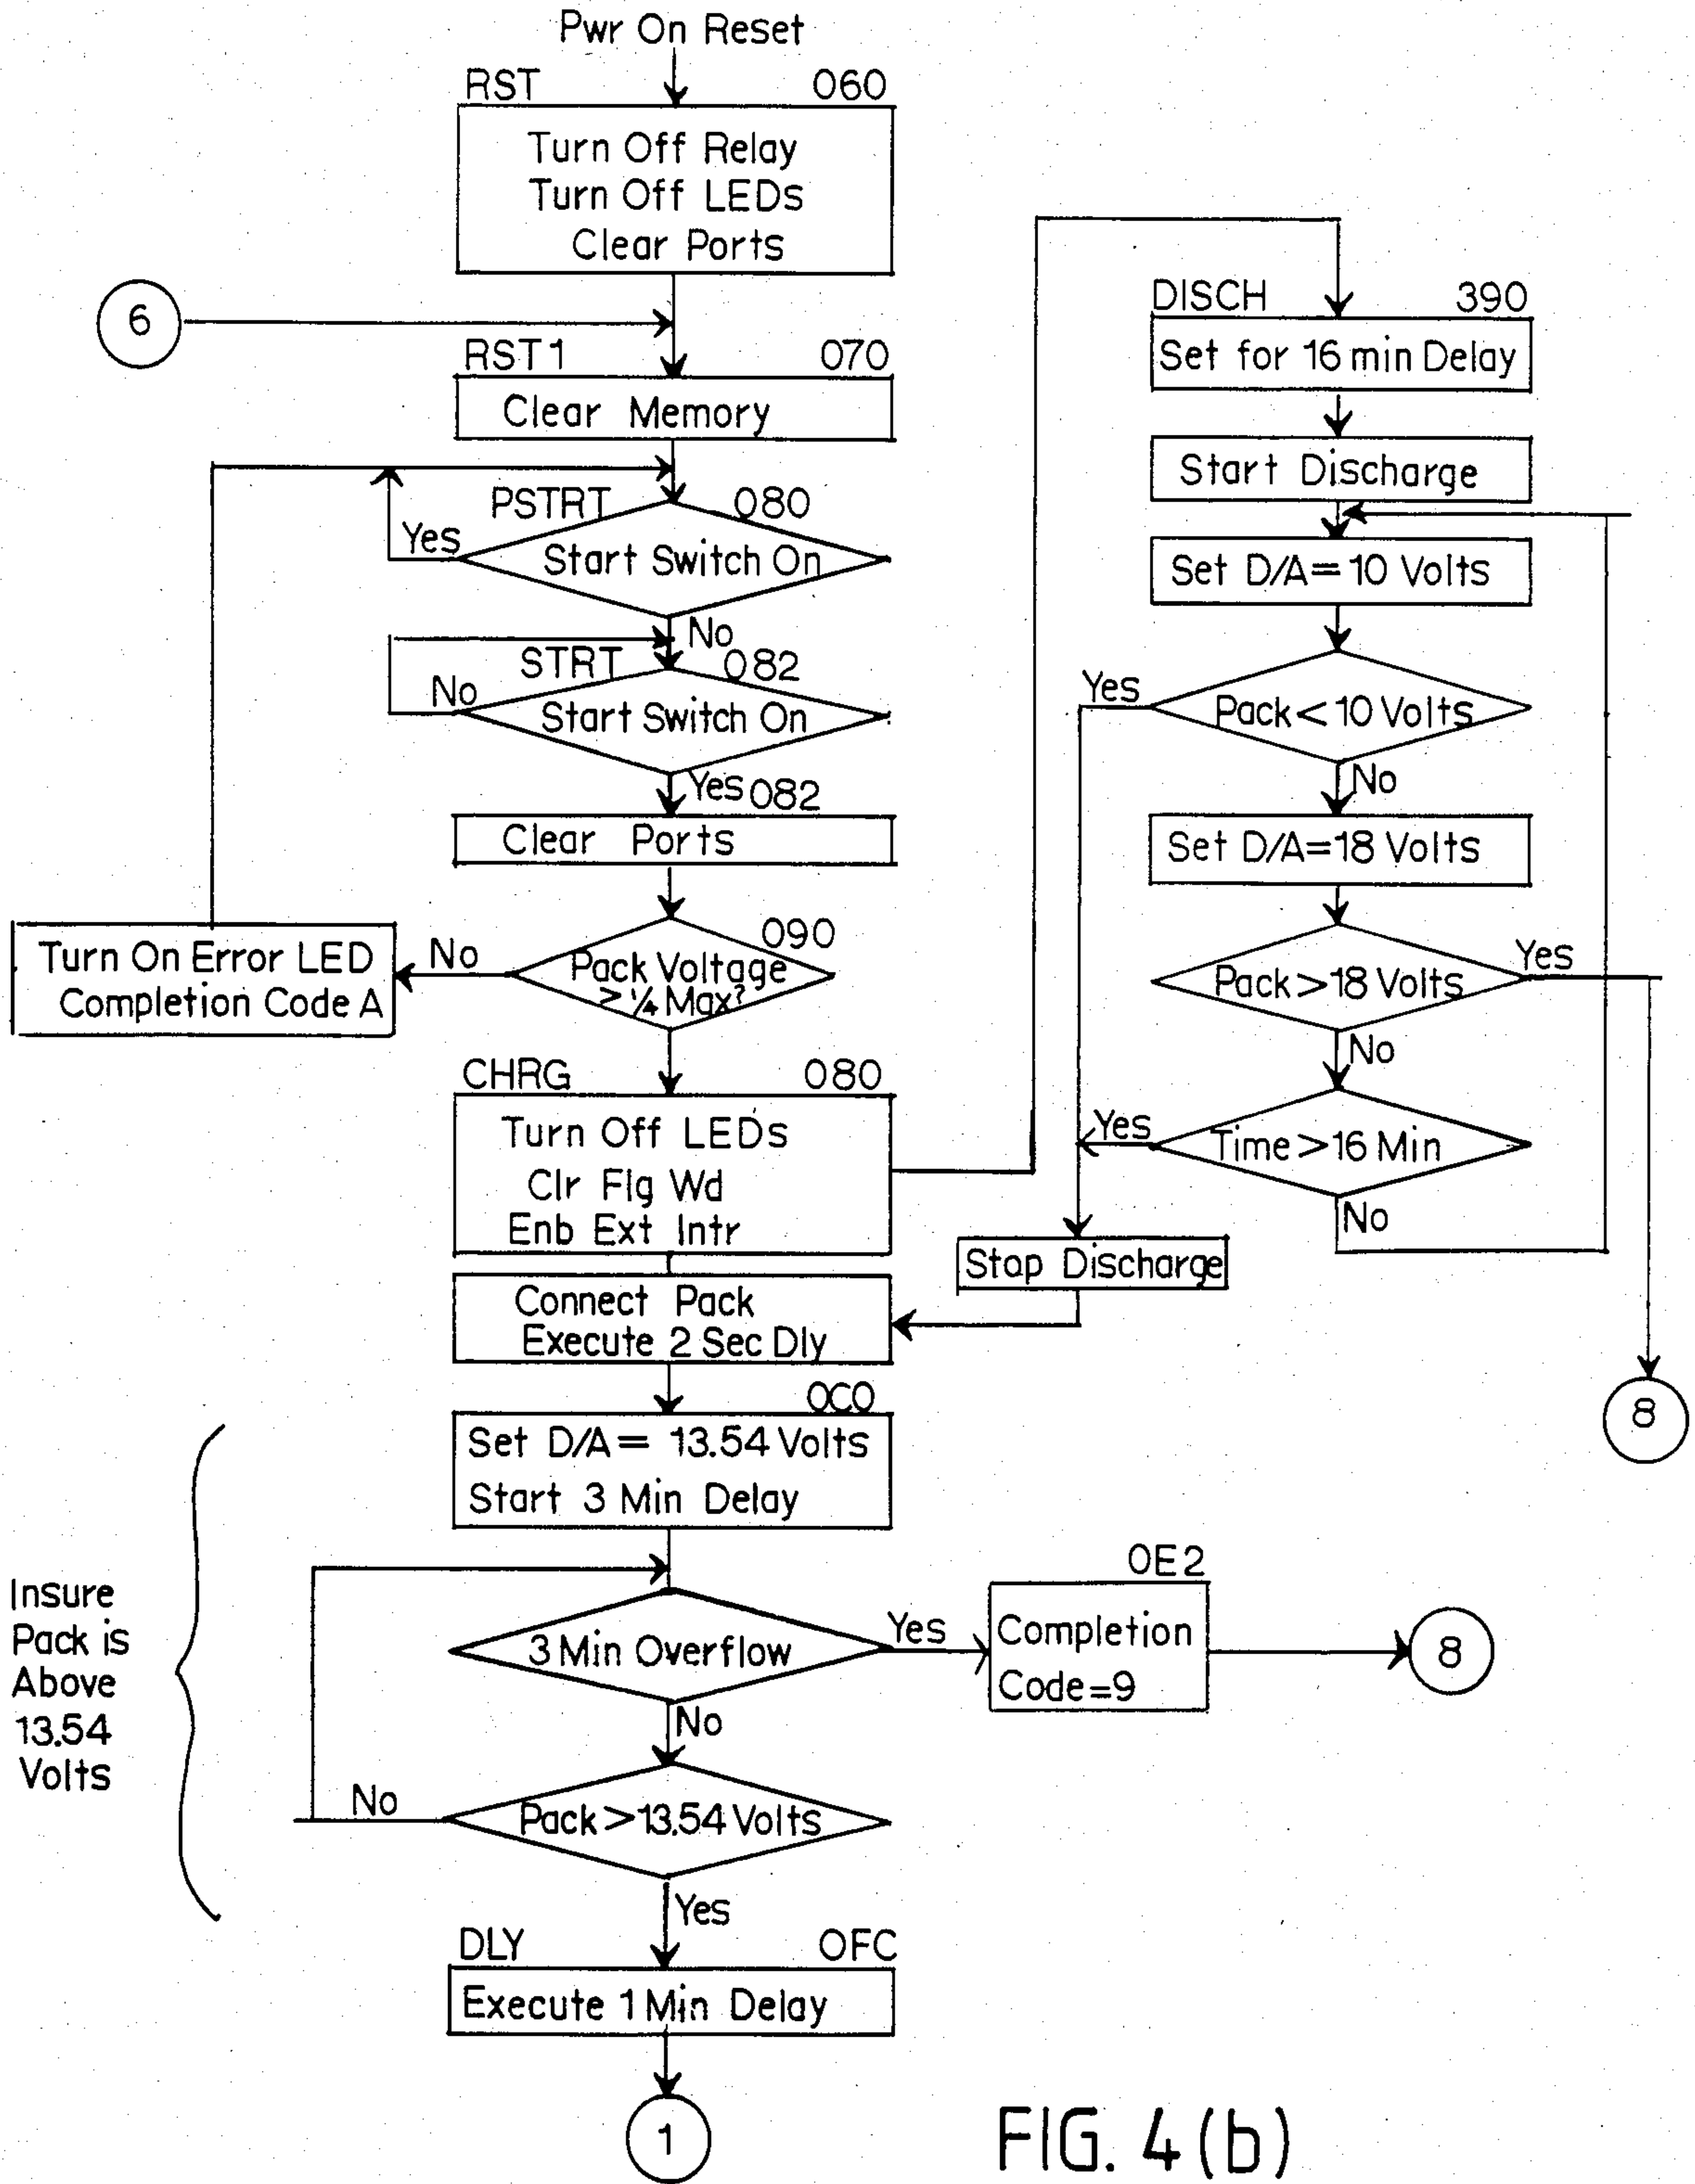 Pwr On Reset
RST 060
Turn Off Relay
Turn Off LEDs
Clear Ports
6
RST1 070
Clear Memory
PSTRT 080
Yes
Start Switch On
No
STRT 082
No
Start Switch On
Yes 082
Clear Ports
090
Pack Voltage
> 1/4 Max?
No
Turn On Error LED
Completion Code A
CHRG 080
Turn Off LEDs
Clr Flg Wd
Enb Ext Intr
Connect Pack
Execute 2 Sec Dly
0C0
Set D/A = 13.54 Volts
Start 3 Min Delay
Insure
Pack is
Above
13.54
Volts
3 Min Overflow
Yes
0E2
Completion
Code=9
8
No
Pack > 13.54 Volts
No
Yes
DLY 0FC
Execute 1 Min Delay
1
DISCH 390
Set for 16 min Delay
Start Discharge
Set D/A = 10 Volts
Yes
Pack < 10 Volts
No
Set D/A=18 Volts
Pack > 18 Volts
Yes
No
Yes
Time > 16 Min
No
Stop Discharge
8
FIG. 4(b)